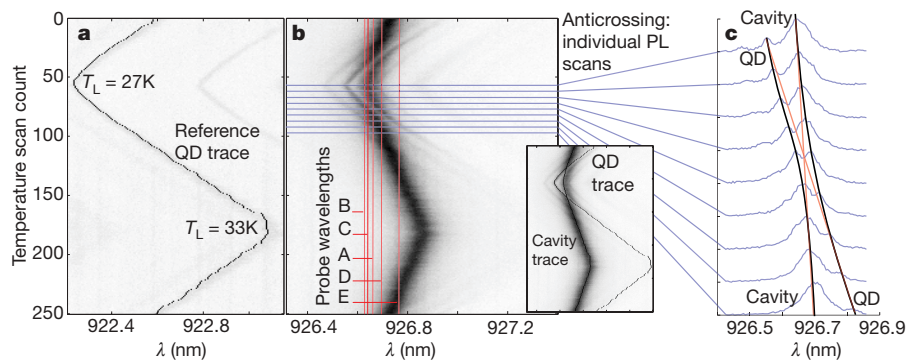 a
T_L = 27K
Reference
QD trace
T_L = 33K
Temperature scan count
0
50
100
150
200
250
922.4
922.8
λ (nm)
b
Probe wavelengths
B
C
A
D
E
926.4
926.8
927.2
λ (nm)
QD
trace
Cavity
trace
Anticrossing:
individual PL
scans
c
Cavity
QD
Cavity
QD
926.5
926.7
926.9
λ (nm)